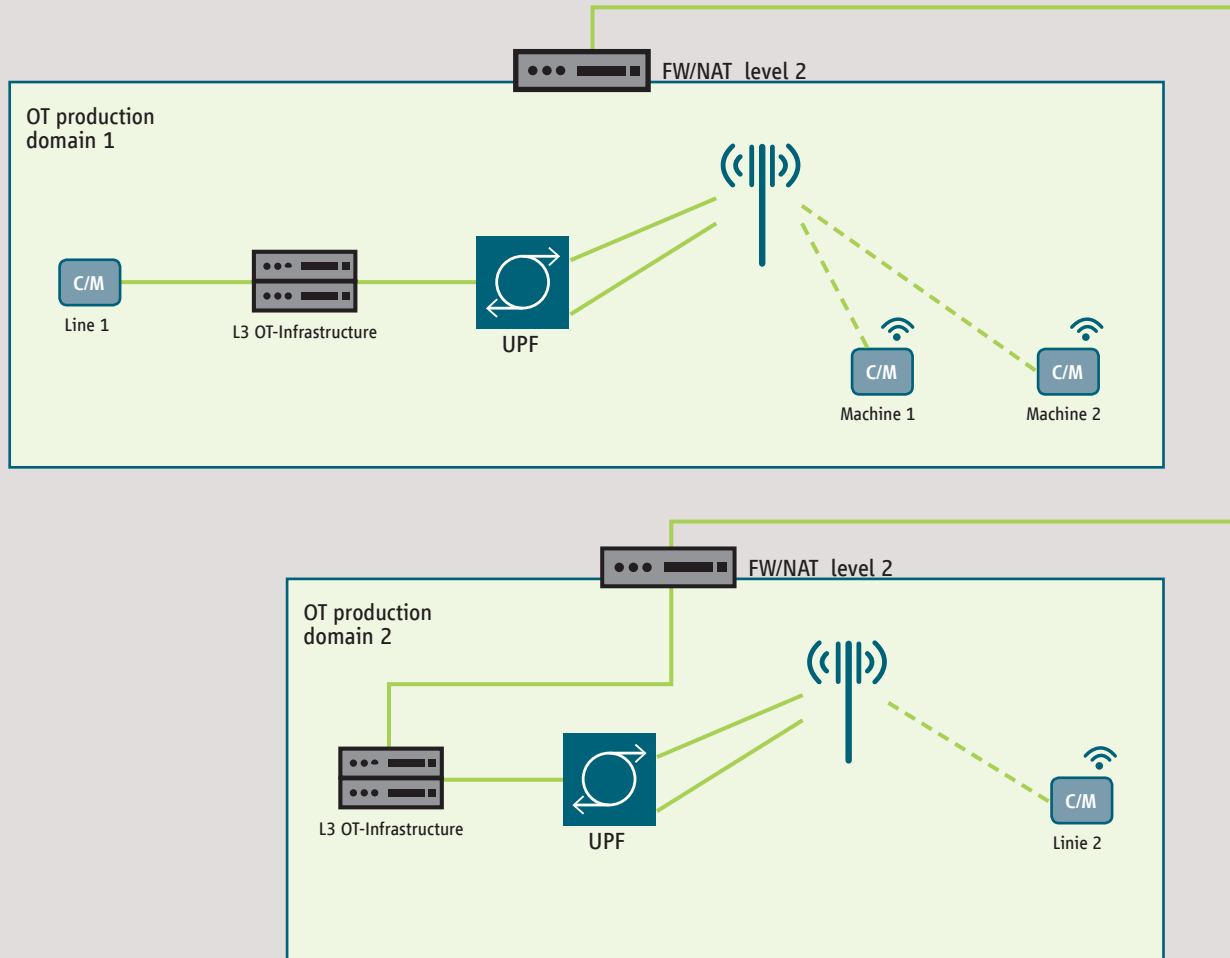 FW/NAT level 2
OT production
domain 1
C/M
Line 1
L3 OT-Infrastructure
UPF
C/M
Machine 1
C/M
Machine 2
FW/NAT level 2
OT production
domain 2
L3 OT-Infrastructure
UPF
C/M
Linie 2